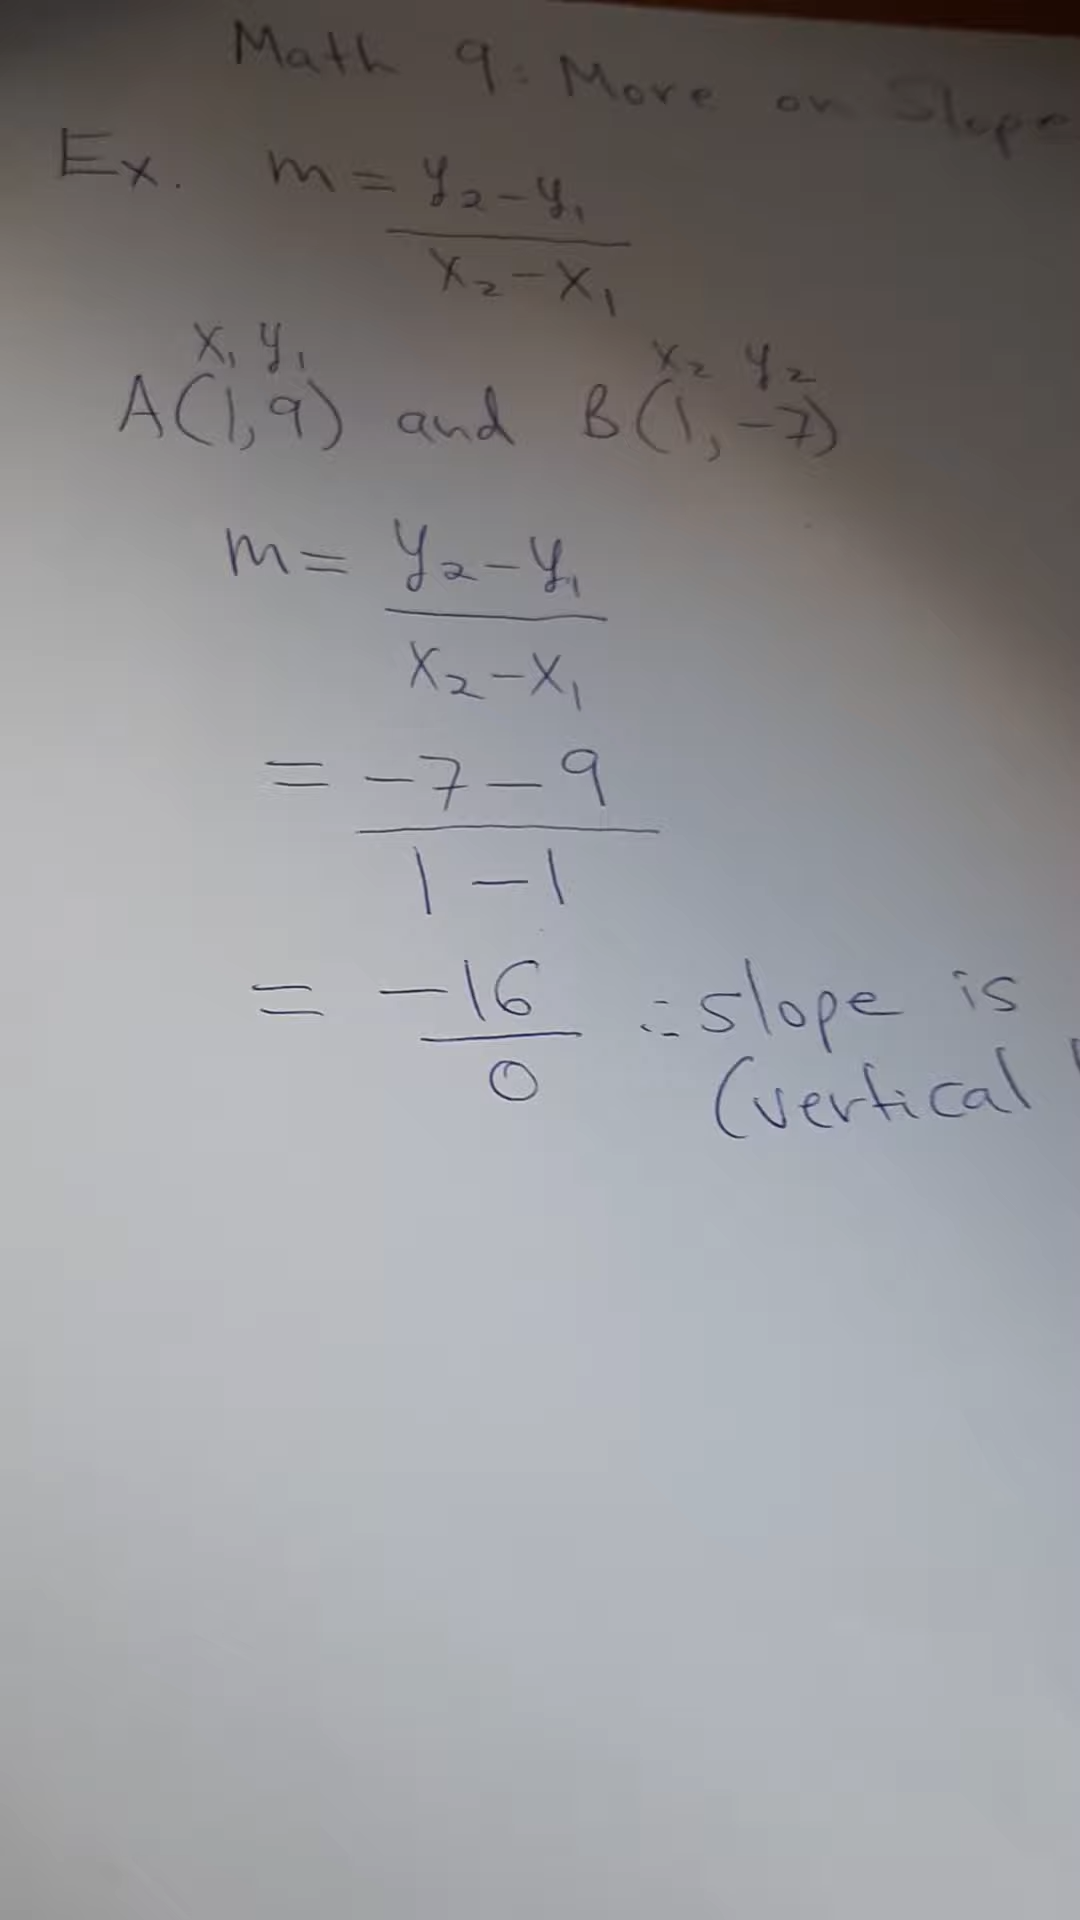 Math 9: More on Slope
Ex. m = y₂ - y₁
x₂ - x₁
x₁ y₁ x₂ y₂
A(1, 9) and B(1, -7)
m = y₂ - y₁
x₂ - x₁
= -7 - 9
1 - 1
= -16 ∴ slope is
0 (vertical